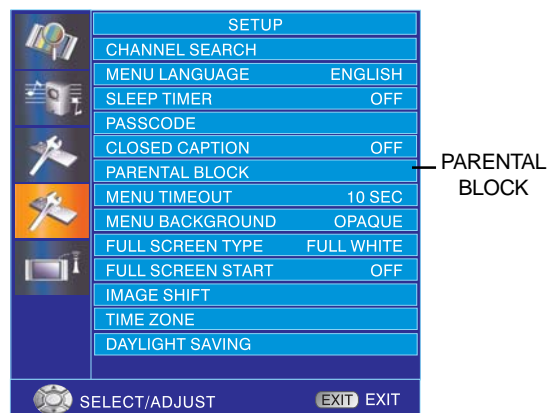 SETUP
CHANNEL SEARCH
MENU LANGUAGE ENGLISH
SLEEP TIMER OFF
PASSCODE
CLOSED CAPTION OFF
PARENTAL BLOCK
MENU TIMEOUT 10 SEC
MENU BACKGROUND OPAQUE
FULL SCREEN TYPE FULL WHITE
FULL SCREEN START OFF
IMAGE SHIFT
TIME ZONE
DAYLIGHT SAVING
SELECT/ADJUST EXIT EXIT
PARENTAL
BLOCK